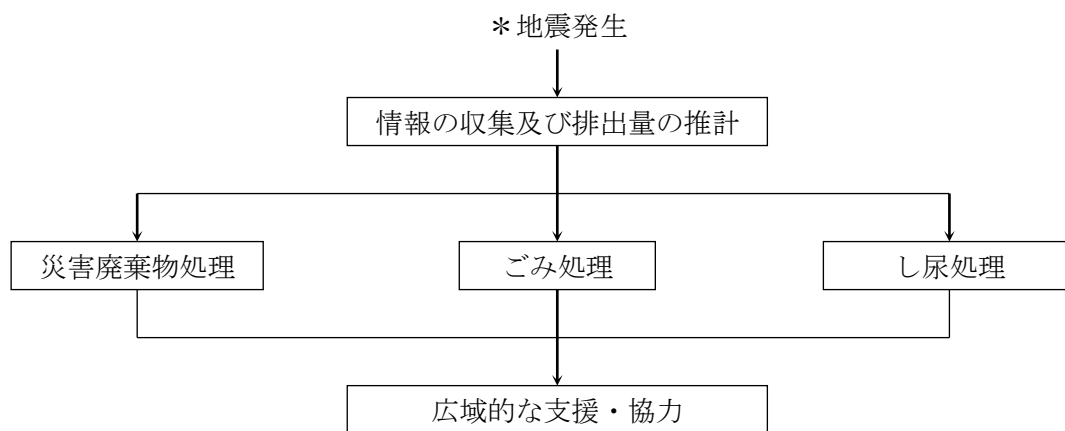 ＊地震発生
情報の収集及び排出量の推計
災害廃棄物処理
ごみ処理
し尿処理
広域的な支援・協力